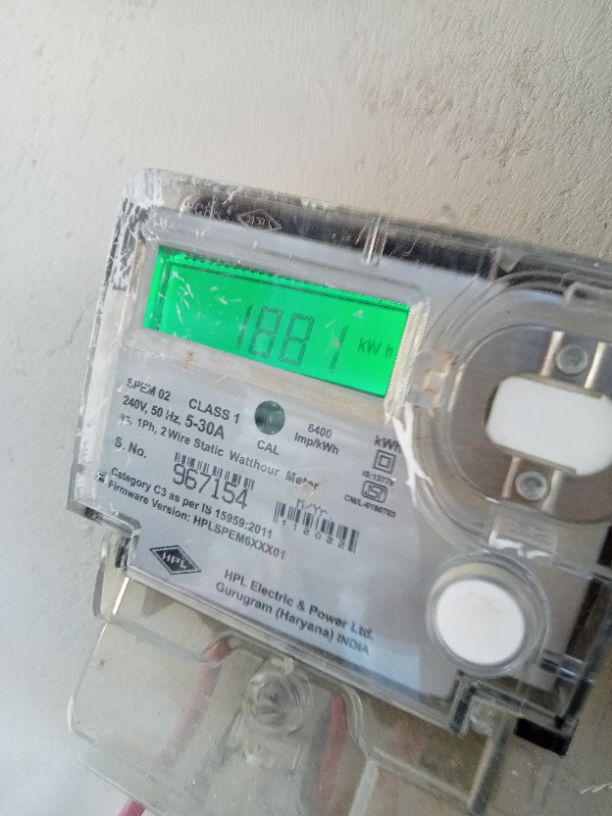 1881 kWh
SPEM 02 CLASS 1
240V, 50 Hz, 5-30A
CAL
6400
Imp/kWh
kWh
1Ph, 2 Wire Static Watthour Meter
S. No.
967154
M/Yr.
112022
Category C3 as per IS 15959:2011
Firmware Version: HPLSPEM6XXX01
HPL
HPL Electric & Power Ltd.
Gurugram (Haryana) INDIA